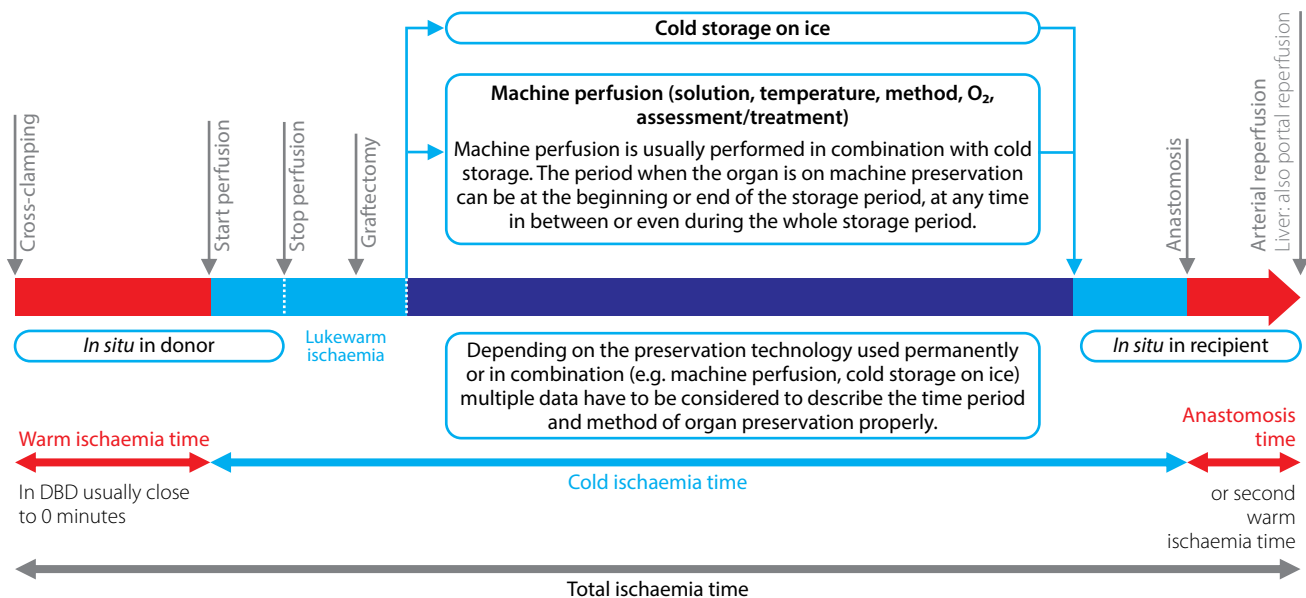 Cold storage on ice
Machine perfusion (solution, temperature, method, O₂,
assessment/treatment)
Machine perfusion is usually performed in combination with cold
storage. The period when the organ is on machine preservation
can be at the beginning or end of the storage period, at any time
in between or even during the whole storage period.
Cross-clamping
Start perfusion
Stop perfusion
Graftectomy
Anastomosis
Arterial reperfusion
Liver: also portal reperfusion
In situ in donor
Lukewarm
ischaemia
Depending on the preservation technology used permanently
or in combination (e.g. machine perfusion, cold storage on ice)
multiple data have to be considered to describe the time period
and method of organ preservation properly.
In situ in recipient
Warm ischaemia time
Cold ischaemia time
Anastomosis
time
In DBD usually close
to 0 minutes
or second
warm
ischaemia time
Total ischaemia time